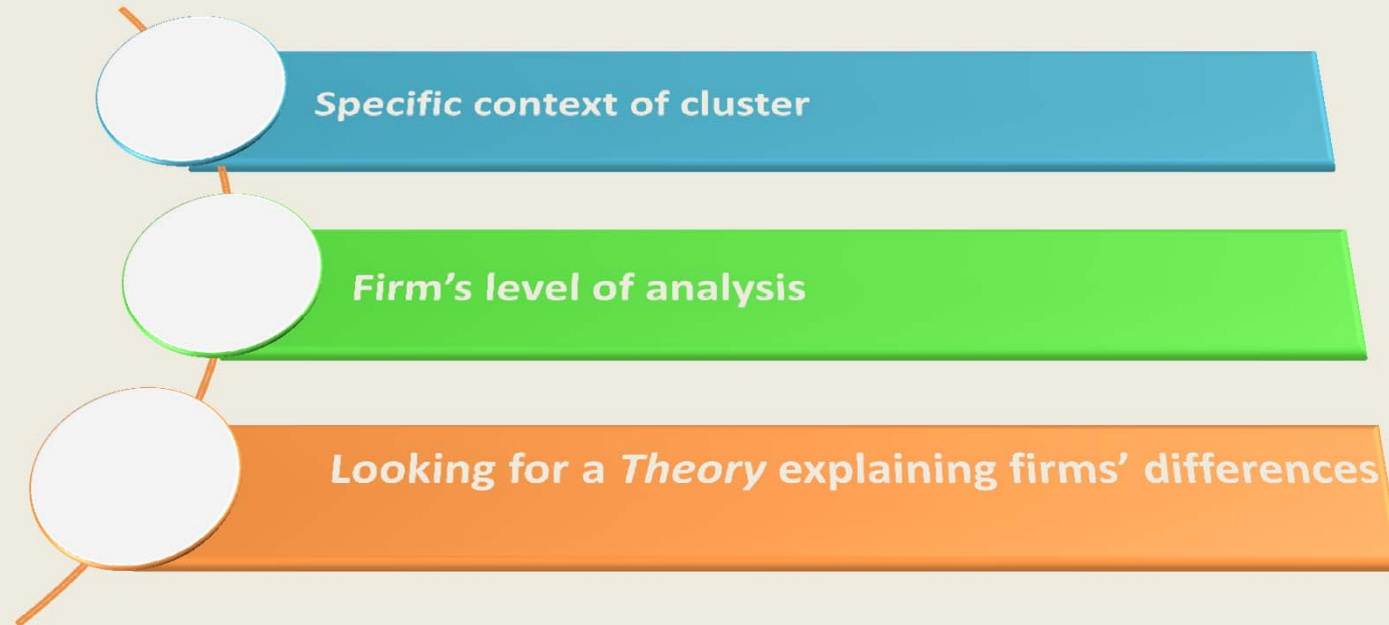 Specific context of cluster
Firm’s level of analysis
Looking for a Theory explaining firms’ differences